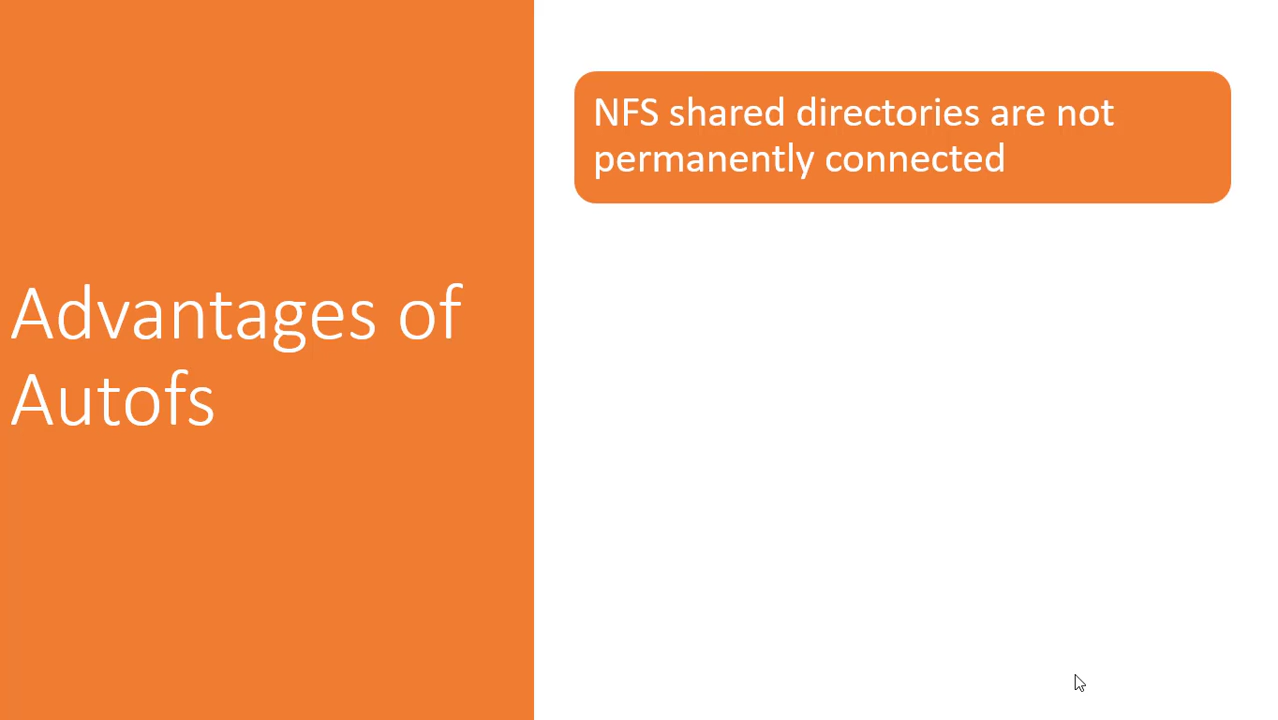 Advantages of
Autofs
NFS shared directories are not
permanently connected